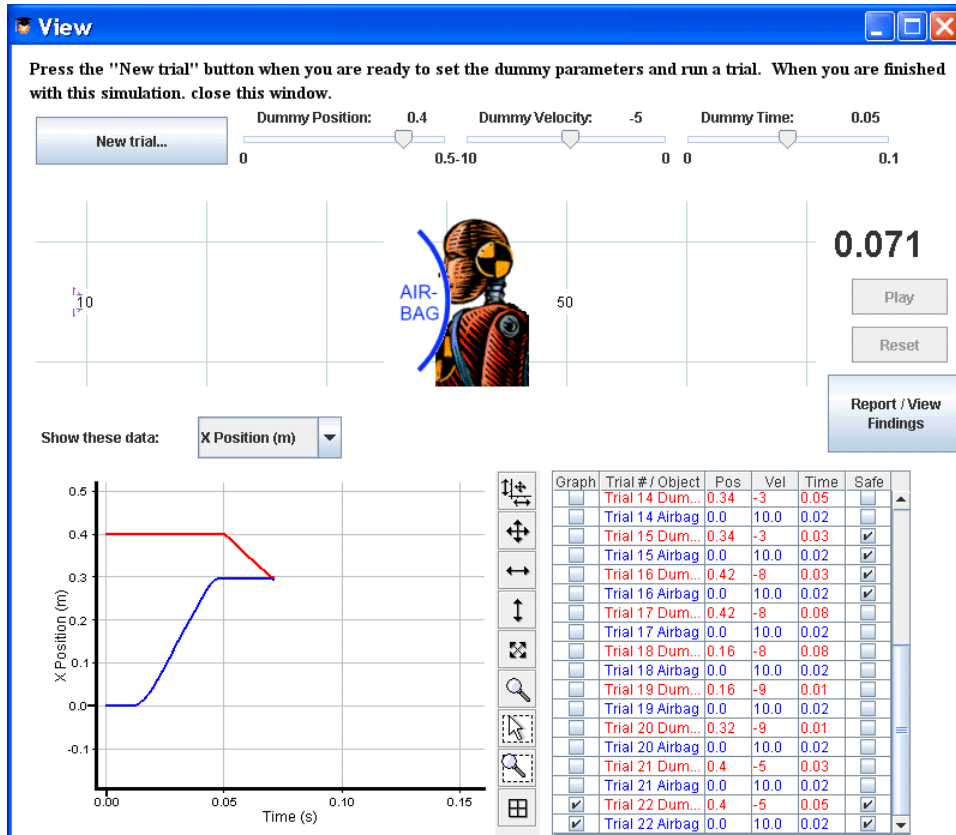 View
Press the "New trial" button when you are ready to set the dummy parameters and run a trial. When you are finished
with this simulation. close this window.
New trial...
Dummy Position: 0.4
0 0.5
Dummy Velocity: -5
-10 0
Dummy Time: 0.05
0 0.1
10
AIR-
BAG
50
0.071
Play
Reset
Report / View
Findings
Show these data: X Position (m)
X Position (m)
0.5
0.4
0.3
0.2
0.1
0.0
-0.1
0.00 0.05 0.10 0.15
Time (s)
Graph Trial # / Object Pos Vel Time Safe
Trial 14 Dum... 0.34 -3 0.05
Trial 14 Airbag 0.0 10.0 0.02
Trial 15 Dum... 0.34 -3 0.03
Trial 15 Airbag 0.0 10.0 0.02
Trial 16 Dum... 0.42 -8 0.03
Trial 16 Airbag 0.0 10.0 0.02
Trial 17 Dum... 0.42 -8 0.08
Trial 17 Airbag 0.0 10.0 0.02
Trial 18 Dum... 0.16 -8 0.08
Trial 18 Airbag 0.0 10.0 0.02
Trial 19 Dum... 0.16 -9 0.01
Trial 19 Airbag 0.0 10.0 0.02
Trial 20 Dum... 0.32 -9 0.01
Trial 20 Airbag 0.0 10.0 0.02
Trial 21 Dum... 0.4 -5 0.03
Trial 21 Airbag 0.0 10.0 0.02
Trial 22 Dum... 0.4 -5 0.05
Trial 22 Airbag 0.0 10.0 0.02